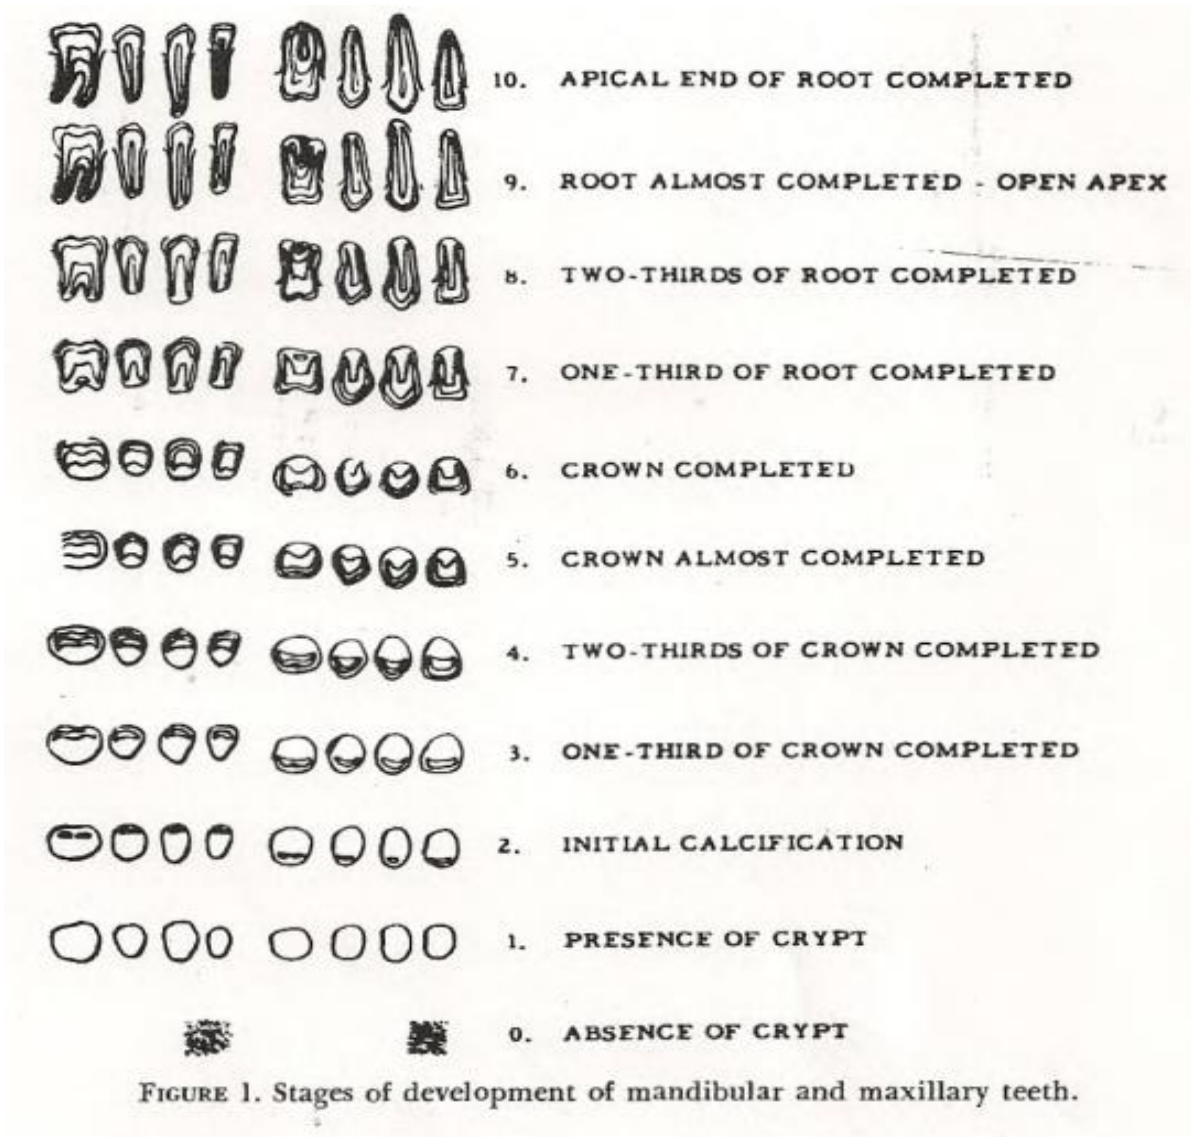 10. APICAL END OF ROOT COMPLETED
9. ROOT ALMOST COMPLETED - OPEN APEX
8. TWO-THIRDS OF ROOT COMPLETED
7. ONE-THIRD OF ROOT COMPLETED
6. CROWN COMPLETED
5. CROWN ALMOST COMPLETED
4. TWO-THIRDS OF CROWN COMPLETED
3. ONE-THIRD OF CROWN COMPLETED
2. INITIAL CALCIFICATION
1. PRESENCE OF CRYPT
0. ABSENCE OF CRYPT
FIGURE 1. Stages of development of mandibular and maxillary teeth.